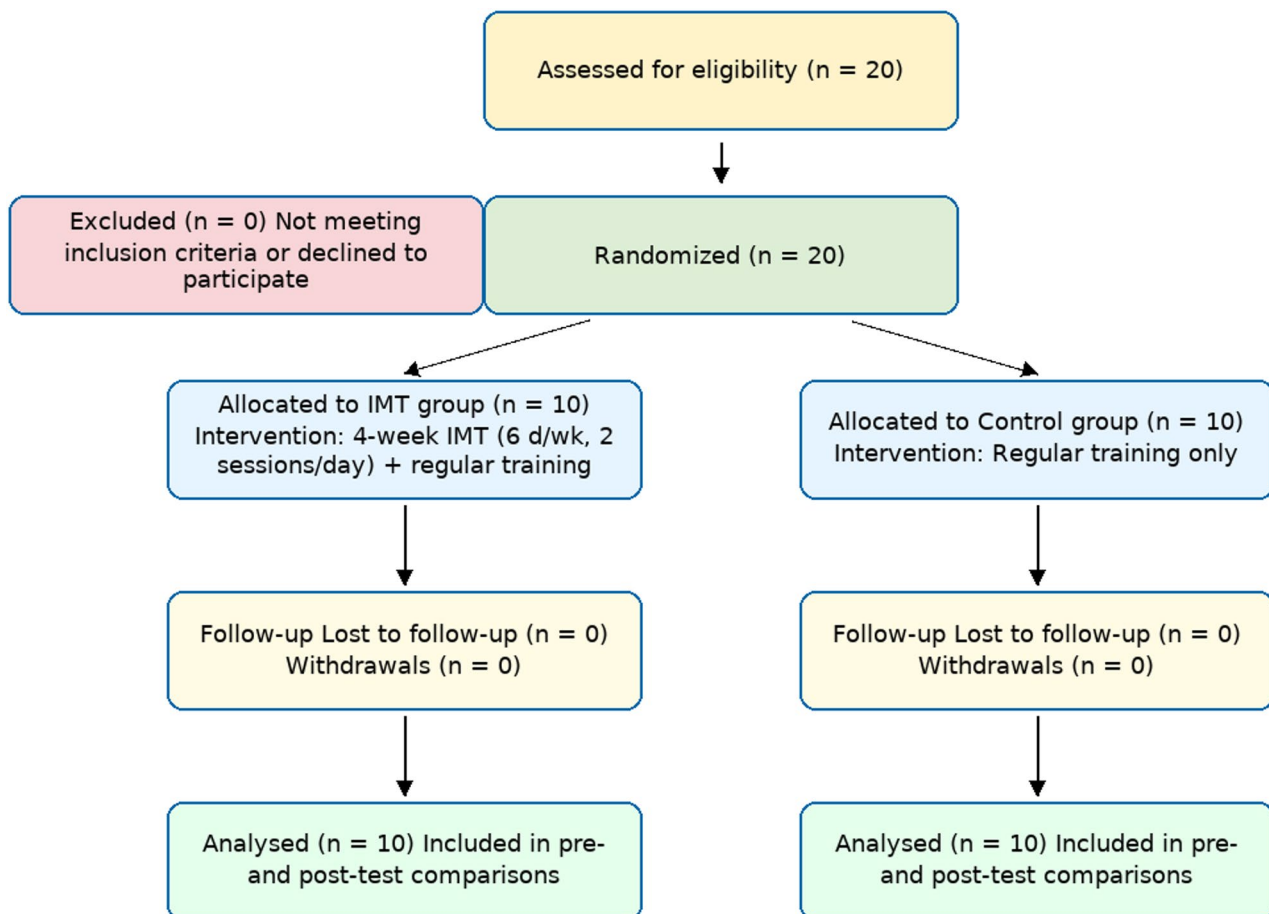 Assessed for eligibility (n = 20)
Excluded (n = 0) Not meeting
inclusion criteria or declined to
participate
Randomized (n = 20)
Allocated to IMT group (n = 10)
Intervention: 4-week IMT (6 d/wk, 2
sessions/day) + regular training
Allocated to Control group (n = 10)
Intervention: Regular training only
Follow-up Lost to follow-up (n = 0)
Withdrawals (n = 0)
Follow-up Lost to follow-up (n = 0)
Withdrawals (n = 0)
Analysed (n = 10) Included in pre-
and post-test comparisons
Analysed (n = 10) Included in pre-
and post-test comparisons